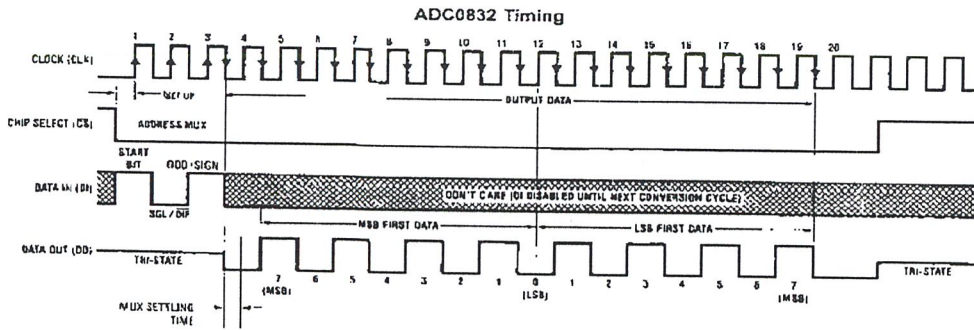 ADC0832 Timing
1 2 3 4 5 6 7 8 9 10 11 12 13 14 15 16 17 18 19 20
CLOCK (CLK)
SET UP
OUTPUT DATA
CHIP SELECT (CS)
ADDRESS MUX
START BIT
ODD/SIGN
DATA IN (DI)
DON'T CARE (DI DISABLED UNTIL NEXT CONVERSION CYCLE)
SGL/DIF
MSB FIRST DATA
LSB FIRST DATA
DATA OUT (DO)
TRI-STATE
TRI-STATE
7 6 5 4 3 2 1 0 1 2 3 4 5 6 7
(MSB)
(LSB)
(MSB)
MUX SETTLING
TIME